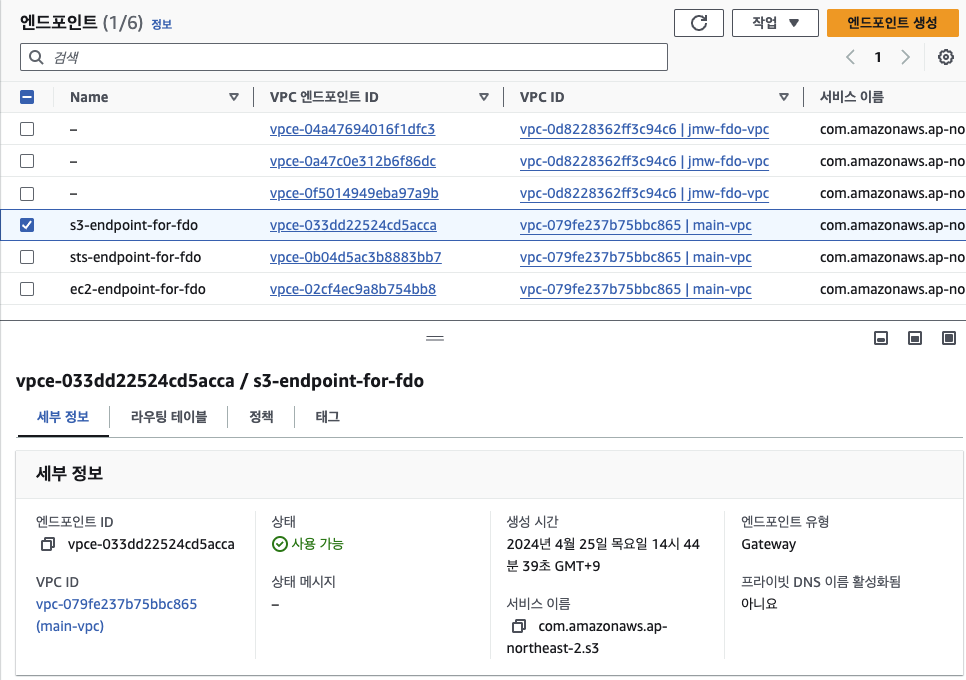 엔드포인트 (1/6) 정보
작업 ▼
엔드포인트 생성
검색
1
Name VPC 엔드포인트 ID VPC ID 서비스 이름
– vpce-04a47694016f1dfc3 vpc-0d8228362ff3c94c6 | jmw-fdo-vpc com.amazonaws.ap-no
– vpce-0a47c0e312b6f86dc vpc-0d8228362ff3c94c6 | jmw-fdo-vpc com.amazonaws.ap-no
– vpce-0f5014949eba97a9b vpc-0d8228362ff3c94c6 | jmw-fdo-vpc com.amazonaws.ap-no
s3-endpoint-for-fdo vpce-033dd22524cd5acca vpc-079fe237b75bbc865 | main-vpc com.amazonaws.ap-no
sts-endpoint-for-fdo vpce-0b04d5ac3b8883bb7 vpc-079fe237b75bbc865 | main-vpc com.amazonaws.ap-no
ec2-endpoint-for-fdo vpce-02cf4ec9a8b754bb8 vpc-079fe237b75bbc865 | main-vpc com.amazonaws.ap-no
vpce-033dd22524cd5acca / s3-endpoint-for-fdo
세부 정보 라우팅 테이블 정책 태그
세부 정보
엔드포인트 ID
vpce-033dd22524cd5acca
VPC ID
vpc-079fe237b75bbc865
(main-vpc)
상태
사용 가능
상태 메시지
–
생성 시간
2024년 4월 25일 목요일 14시 44
분 39초 GMT+9
서비스 이름
com.amazonaws.ap-
northeast-2.s3
엔드포인트 유형
Gateway
프라이빗 DNS 이름 활성화됨
아니요